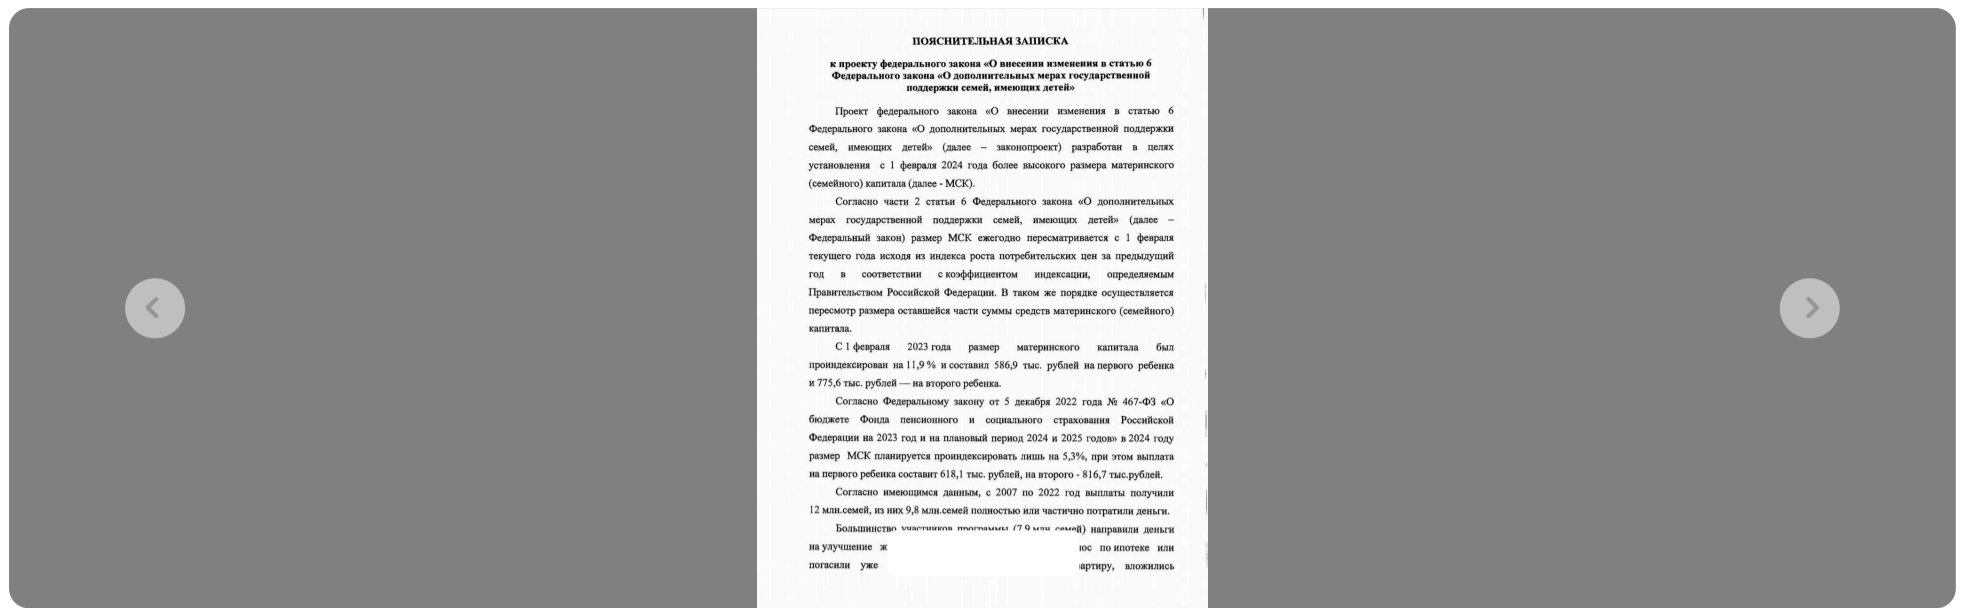 ПОЯСНИТЕЛЬНАЯ ЗАПИСКА
к проекту федерального закона «О внесении изменения в статью 6
Федерального закона «О дополнительных мерах государственной
поддержки семей, имеющих детей»
Проект федерального закона «О внесении изменения в статью 6
Федерального закона «О дополнительных мерах государственной поддержки
семей, имеющих детей» (далее – законопроект) разработан в целях
установления с 1 февраля 2024 года более высокого размера материнского
(семейного) капитала (далее - МСК).
Согласно части 2 статьи 6 Федерального закона «О дополнительных
мерах государственной поддержки семей, имеющих детей» (далее –
Федеральный закон) размер МСК ежегодно пересматривается с 1 февраля
текущего года исходя из индекса роста потребительских цен за предыдущий
год в соответствии с коэффициентом индексации, определяемым
Правительством Российской Федерации. В таком же порядке осуществляется
пересмотр размера оставшейся части суммы средств материнского (семейного)
капитала.
С 1 февраля 2023 года размер материнского капитала был
проиндексирован на 11,9 % и составил 586,9 тыс. рублей на первого ребенка
и 775,6 тыс. рублей — на второго ребенка.
Согласно Федеральному закону от 5 декабря 2022 года № 467-ФЗ «О
бюджете Фонда пенсионного и социального страхования Российской
Федерации на 2023 год и на плановый период 2024 и 2025 годов» в 2024 году
размер МСК планируется проиндексировать лишь на 5,3%, при этом выплата
на первого ребенка составит 618,1 тыс. рублей, на второго - 816,7 тыс.рублей.
Согласно имеющимся данным, с 2007 по 2022 год выплаты получили
12 млн.семей, из них 9,8 млн.семей полностью или частично потратили деньги.
Большинство участников программы (7,9 млн. семей) направили деньги
на улучшение по ипотеке или
погасили уже вложились